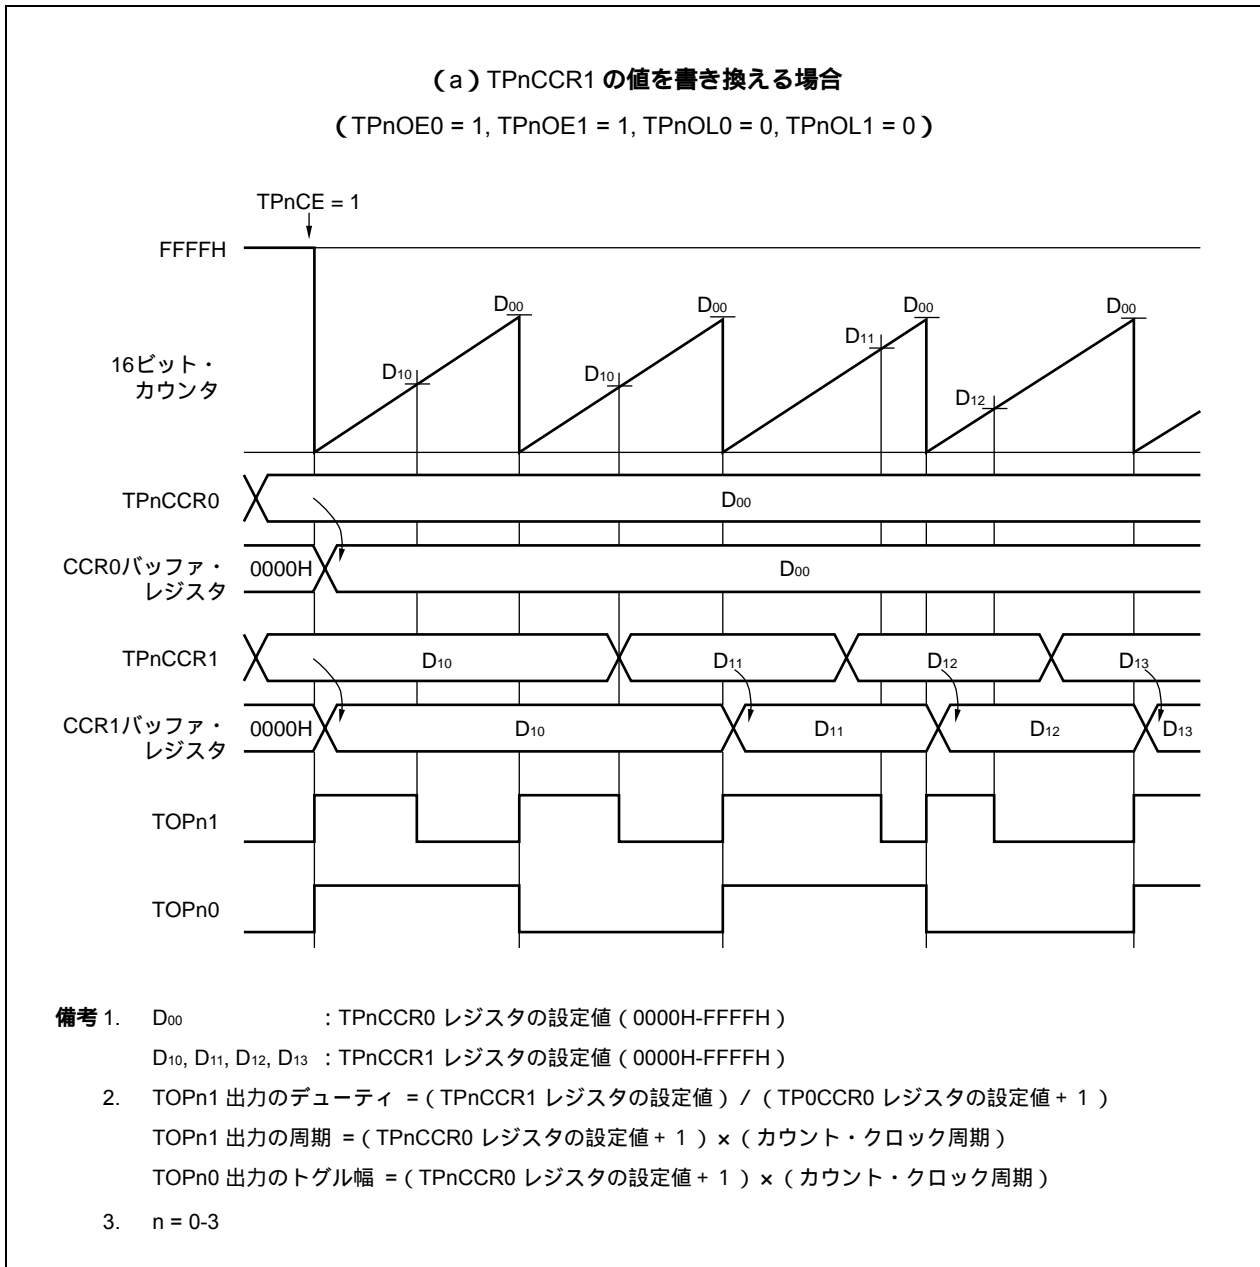 (a)TPnCCR1 の値を書き換える場合
(TPnOE0 = 1, TPnOE1 = 1, TPnOL0 = 0, TPnOL1 = 0)
TPnCE = 1
FFFFH
D00 D00 D00 D00
D11
D10 D10
D12
16ビット・
カウンタ
TPnCCR0
D00
CCR0バッファ・
レジスタ
0000H
D00
TPnCCR1
D10 D11 D12 D13
CCR1バッファ・
レジスタ
0000H
D10 D11 D12 D13
TOPn1
TOPn0
備考 1. D00 :TPnCCR0 レジスタの設定値(0000H-FFFFH)
D10, D11, D12, D13 :TPnCCR1 レジスタの設定値(0000H-FFFFH)
2. TOPn1 出力のデューティ =(TPnCCR1 レジスタの設定値)/(TP0CCR0 レジスタの設定値+ 1 )
TOPn1 出力の周期 =(TPnCCR0 レジスタの設定値+ 1 )×(カウント・クロック周期)
TOPn0 出力のトグル幅 =(TPnCCR0 レジスタの設定値+ 1 )×(カウント・クロック周期)
3. n = 0-3